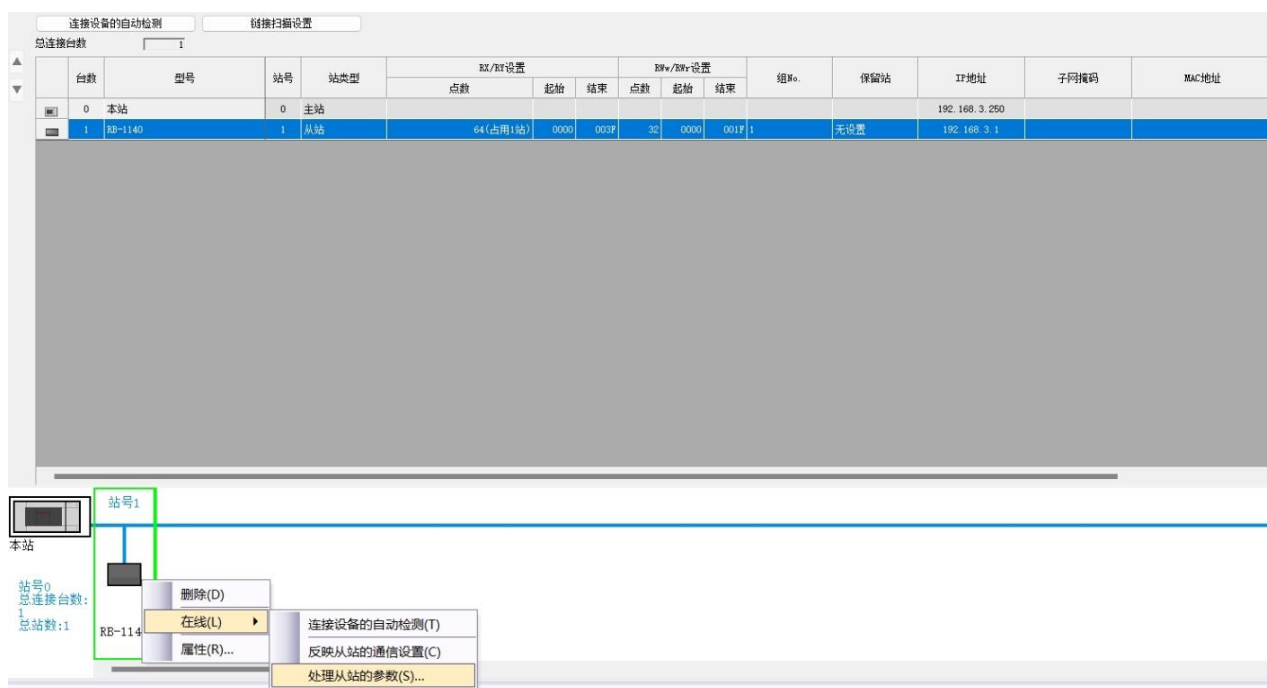 连接设备的自动检测 链接扫描设置
总连接台数 1
台数 型号 站号 站类型 RX/RY设置 RWw/RWr设置 组No. 保留站 IP地址 子网掩码 MAC地址
点数 起始 结束 点数 起始 结束
0 本站 0 主站 192.168.3.250
1 RB-1140 1 从站 64(占用1站) 0000 003F 32 0000 001F 1 无设置 192.168.3.1
站号1
本站
站号0
总连接台数:
1
总站数:1
RB-114
删除(D)
在线(L)
属性(R)...
连接设备的自动检测(T)
反映从站的通信设置(C)
处理从站的参数(S)...